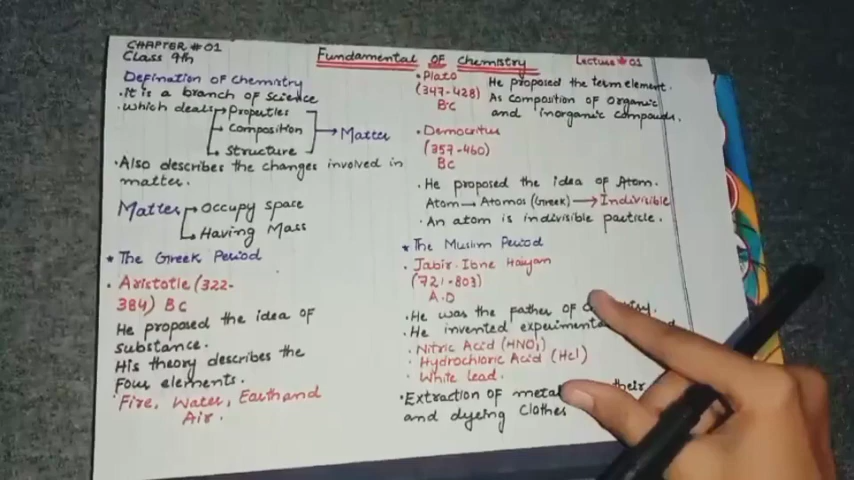 CHAPTER # 01
Class 9th
Fundamental OF Chemistry
Lecture # 01
Defination of Chemistry
· It is a branch of science
· which deals → Properties
→ Composition
→ Structure
→ Matter
· Also describes the changes involved in
matter.
Matter → Occupy space
→ Having Mass
* The Greek Period
· Aristotle (322-
384) BC
He proposed the idea of
substance.
His theory describes the
Four elements.
· Fire, Water, Earth and
Air.
· Plato
(347-428)
BC
He proposed the term element.
As composition of organic
and inorganic compounds.
· Democritus
(357-460)
BC
· He proposed the idea of Atom.
Atom → Atomos (Greek) → Indivisible
· An atom is indivisible particle.
* The Muslim Period
· Jabir Ibne Haiyan
(721-803)
A.D
· He was the father of
· He invented
· Nitric Acid (HNO3)
· Hydrochloric Acid (HCl)
· White lead.
· Extraction of their
and dyeing clothes